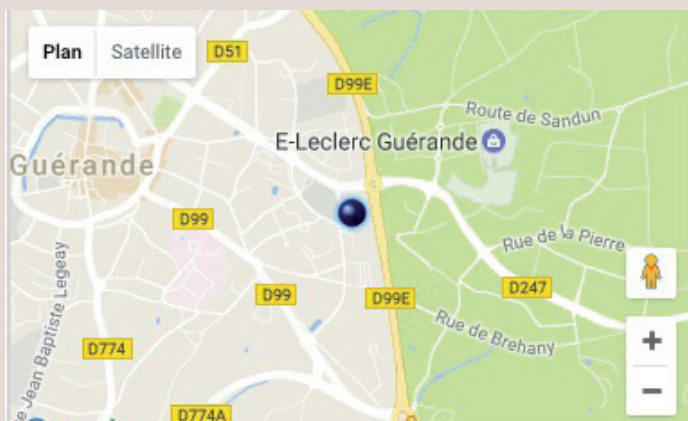 Plan
Satellite
D51
D99E
Route de Sandun
E-Leclerc Guérande
Guérande
D99
Rue de la Pierre
D247
D99
D99E
Rue de Brehany
e Jean Baptiste Legeay
D774
D774A
+
−